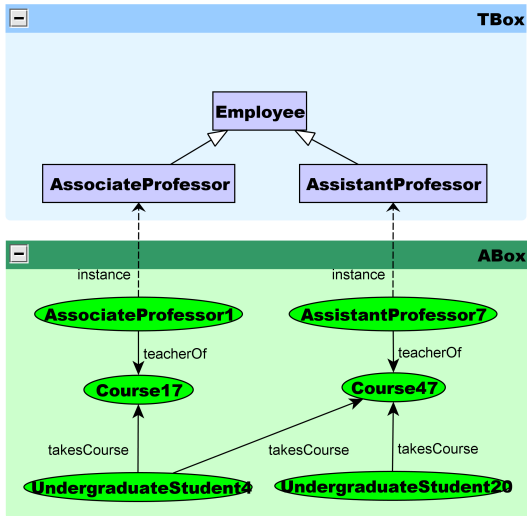 TBox
Employee
AssociateProfessor
AssistantProfessor
ABox
instance
instance
AssociateProfessor1
AssistantProfessor7
teacherOf
teacherOf
Course17
Course47
takesCourse
takesCourse
takesCourse
UndergraduateStudent4
UndergraduateStudent20